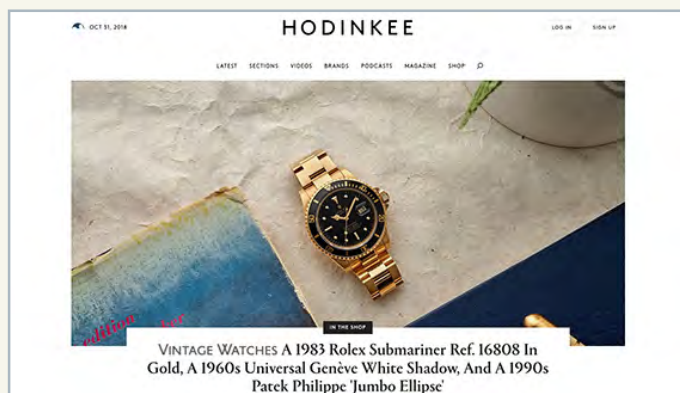 OCT 31, 2018
HODINKEE
LOG IN SIGN UP
LATEST SECTIONS VIDEOS BRANDS PODCASTS MAGAZINE SHOP
edition
IN THE SHOP
VINTAGE WATCHES A 1983 Rolex Submariner Ref. 16808 In
Gold, A 1960s Universal Genève White Shadow, And A 1990s
Patek Philippe 'Jumbo Ellipse'